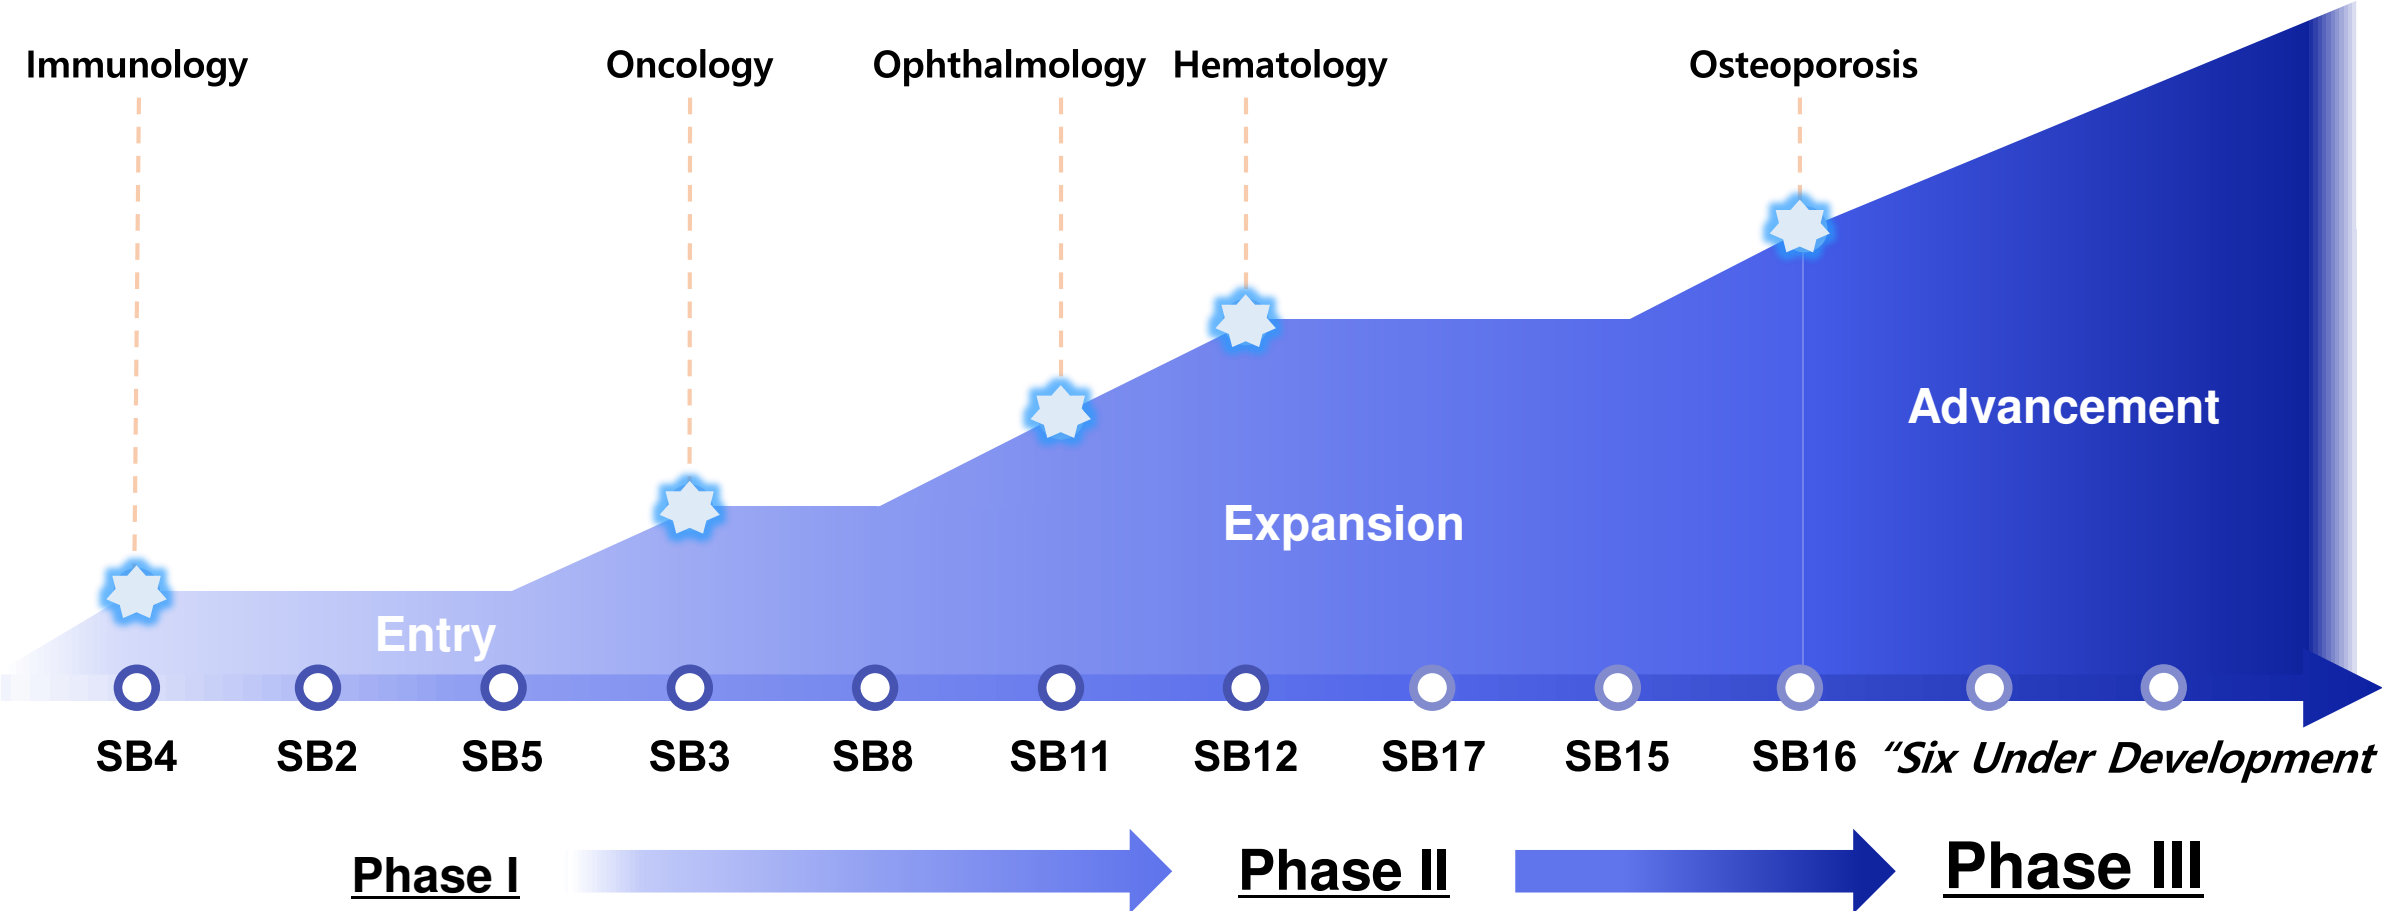 Immunology
Oncology
Ophthalmology
Hematology
Osteoporosis
Advancement
Expansion
Entry
SB4
SB2
SB5
SB3
SB8
SB11
SB12
SB17
SB15
SB16
“Six Under Development
Phase I
Phase II
Phase III